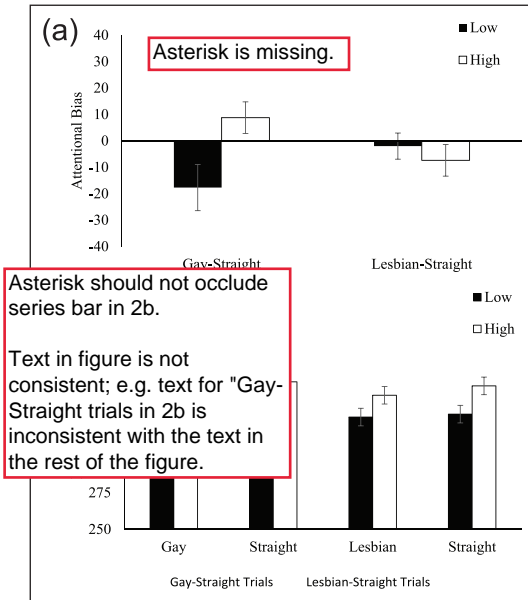 (a)
Asterisk is missing.
Low
High
40
30
20
10
0
-10
-20
-30
-40
Attentional Bias
Gay-Straight
Lesbian-Straight
Asterisk should not occlude
series bar in 2b.
Text in figure is not
consistent; e.g. text for "Gay-
Straight trials in 2b is
inconsistent with the text in
the rest of the figure.
Low
High
275
250
Gay
Straight
Lesbian
Straight
Gay-Straight Trials
Lesbian-Straight Trials